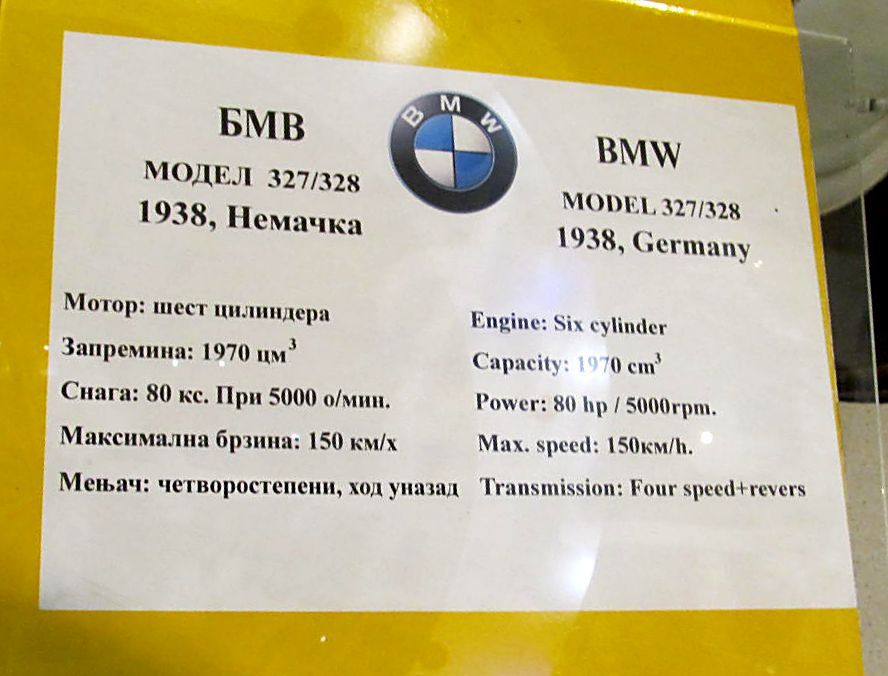 БМВ
МОДЕЛ 327/328
1938, Немачка
Мотор: шест цилиндера
Запремина: 1970 цм³
Снага: 80 кс. При 5000 о/мин.
Максимална брзина: 150 км/х
Мењач: четворостепени, ход уназад
BMW
BMW
MODEL 327/328
1938, Germany
Engine: Six cylinder
Capacity: 1970 cm³
Power: 80 hp / 5000rpm.
Max. speed: 150км/h.
Transmission: Four speed+revers